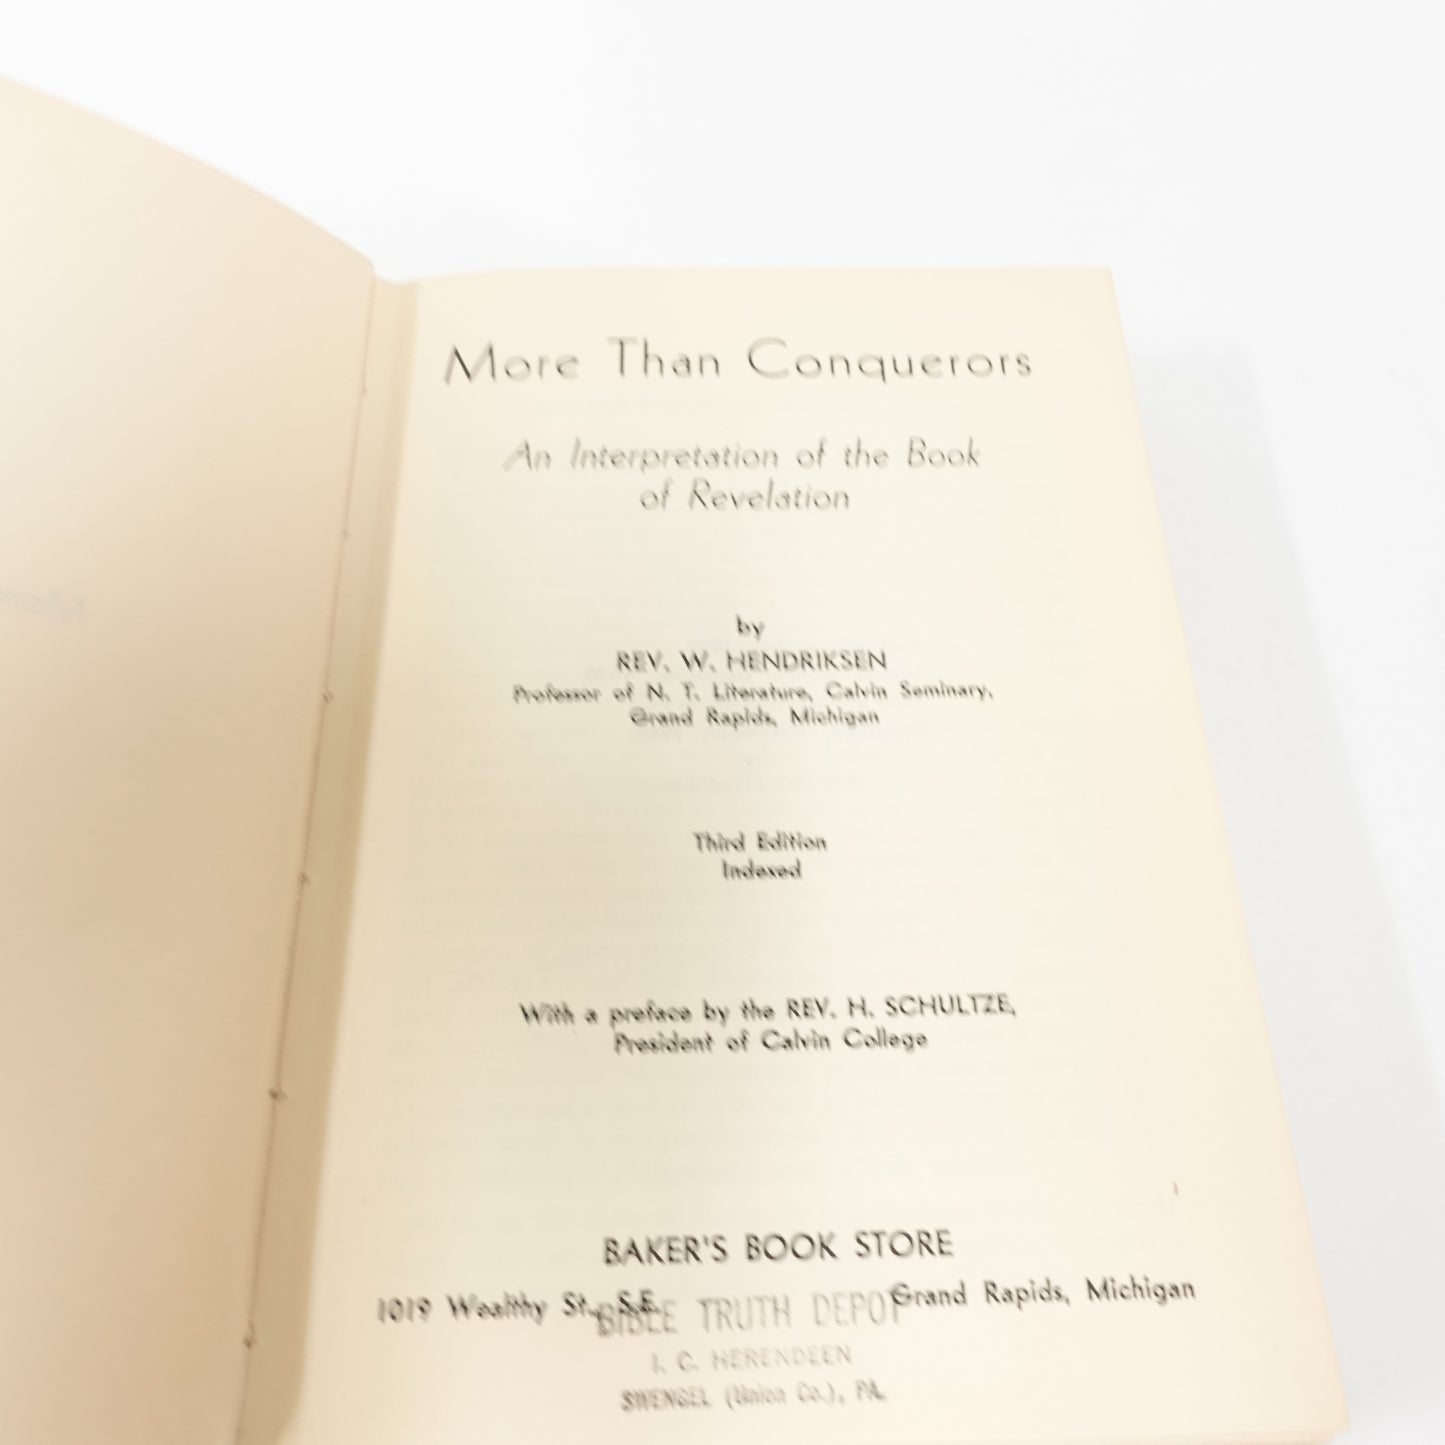 More Than Conquerors
An Interpretation of the Book
of Revelation
by
REV. W. HENDRIKSEN
Professor of N. T. Literature, Calvin Seminary,
Grand Rapids, Michigan
Third Edition
Indexed
With a preface by the REV. H. SCHULTZE,
President of Calvin College
BAKER'S BOOK STORE
1019 Wealthy St., S.E. Grand Rapids, Michigan
BIBLE TRUTH DEPOT
I. C. HERENDEEN
SWENGEL (Union Co.), PA.